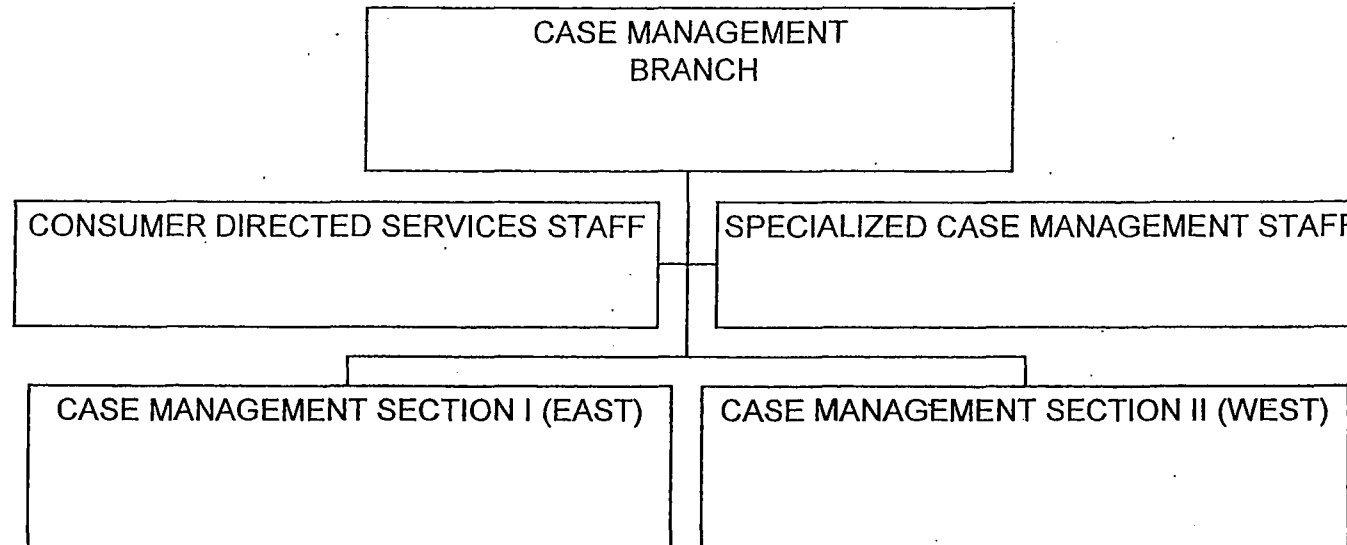 CASE MANAGEMENT
BRANCH
CONSUMER DIRECTED SERVICES STAFF
SPECIALIZED CASE MANAGEMENT STAFF
CASE MANAGEMENT SECTION I (EAST)
CASE MANAGEMENT SECTION II (WEST)